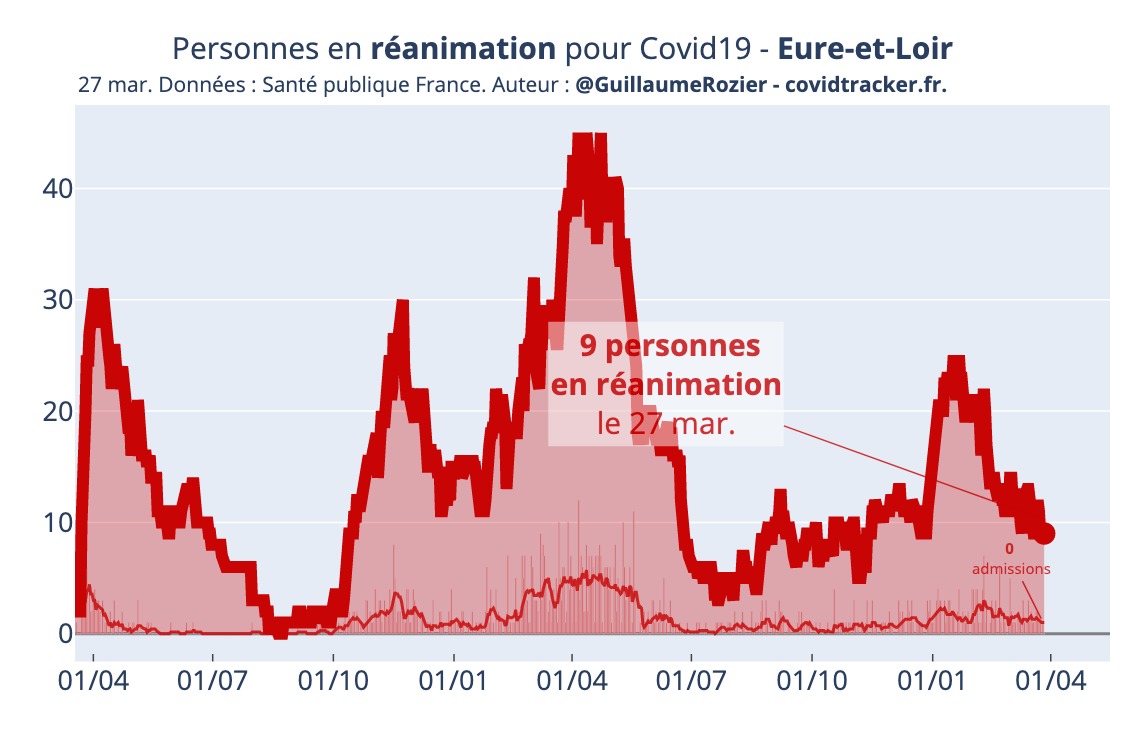 Personnes en réanimation pour Covid19 - Eure-et-Loir
27 mar. Données : Santé publique France. Auteur : @GuillaumeRozier - covidtracker.fr.
40
30
20
10
0
9 personnes
en réanimation
le 27 mar.
0
admissions
01/04
01/07
01/10
01/01
01/04
01/07
01/10
01/01
01/04